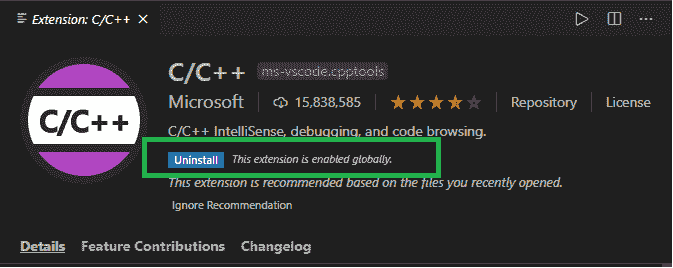 Extension: C/C++
C/C++ ms-vscode.cpptools
Microsoft 15,838,585 Repository License
C/C++
C/C++ IntelliSense, debugging, and code browsing.
Uninstall This extension is enabled globally.
This extension is recommended based on the files you recently opened.
Ignore Recommendation
Details Feature Contributions Changelog